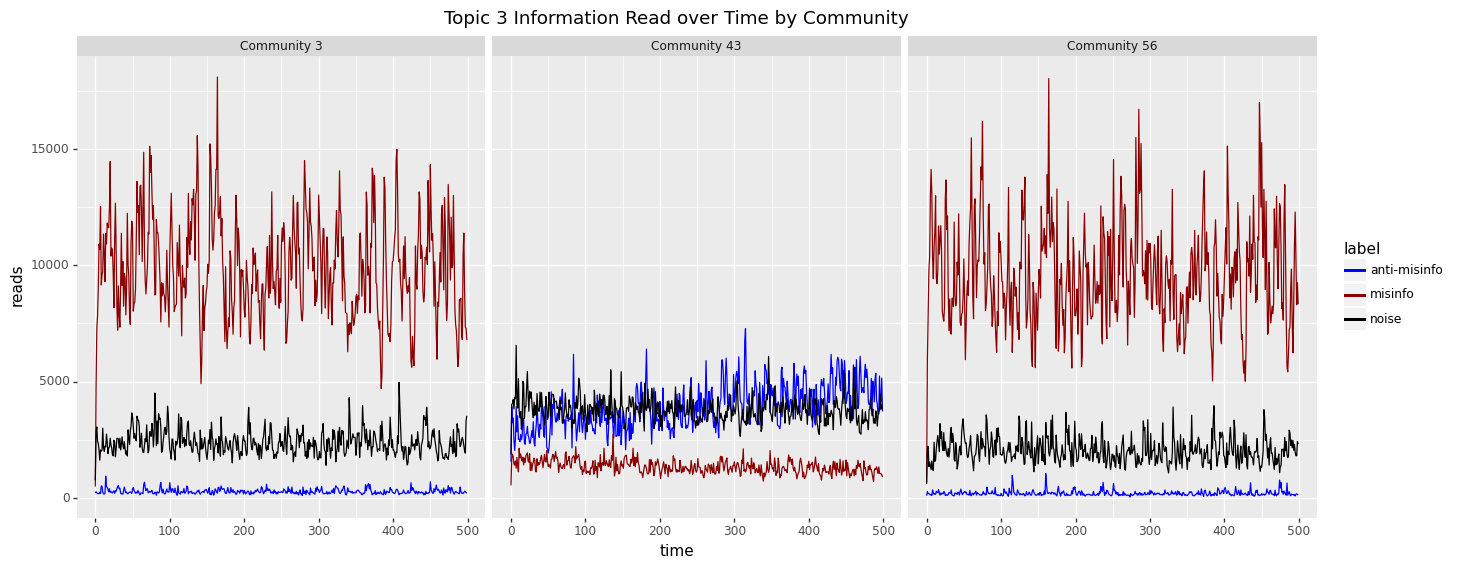 Topic 3 Information Read over Time by Community
Community 3
Community 43
Community 56
reads
15000
10000
5000
0
0 100 200 300 400 500
0 100 200 300 400 500
0 100 200 300 400 500
time
label
anti-misinfo
misinfo
noise